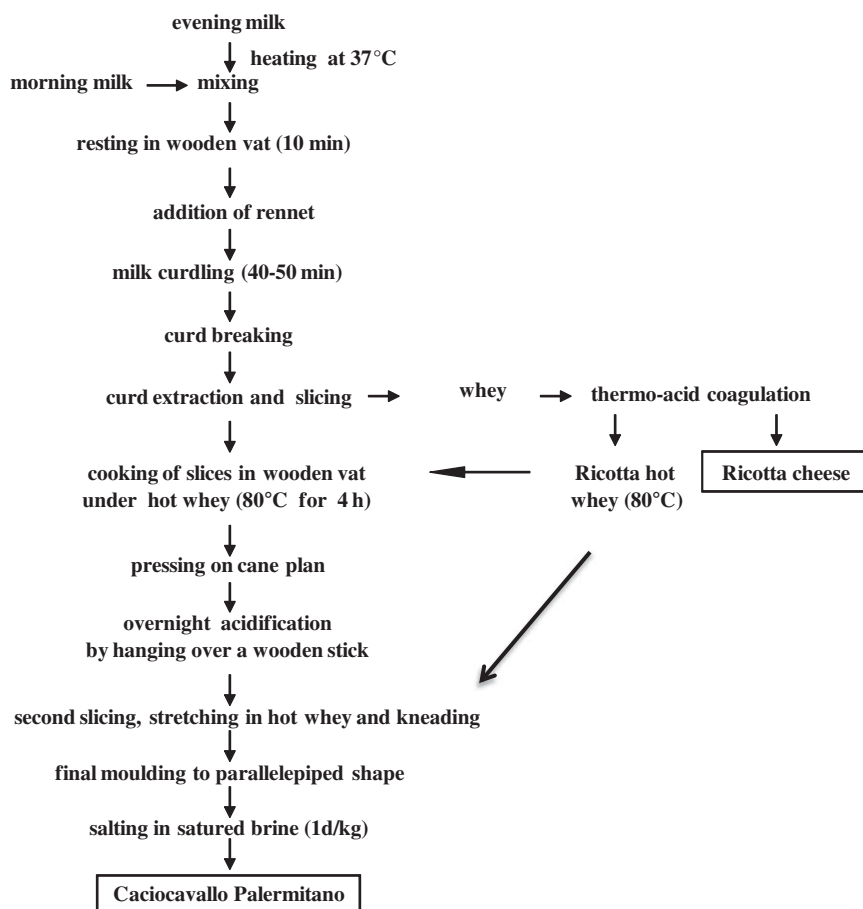 evening milk
heating at 37°C
morning milk
mixing
resting in wooden vat (10 min)
addition of rennet
milk curdling (40-50 min)
curd breaking
curd extraction and slicing
whey
thermo-acid coagulation
cooking of slices in wooden vat
under hot whey (80°C for 4 h)
Ricotta hot
whey (80°C)
Ricotta cheese
pressing on cane plan
overnight acidification
by hanging over a wooden stick
second slicing, stretching in hot whey and kneading
final moulding to parallelepiped shape
salting in satured brine (1d/kg)
Caciocavallo Palermitano